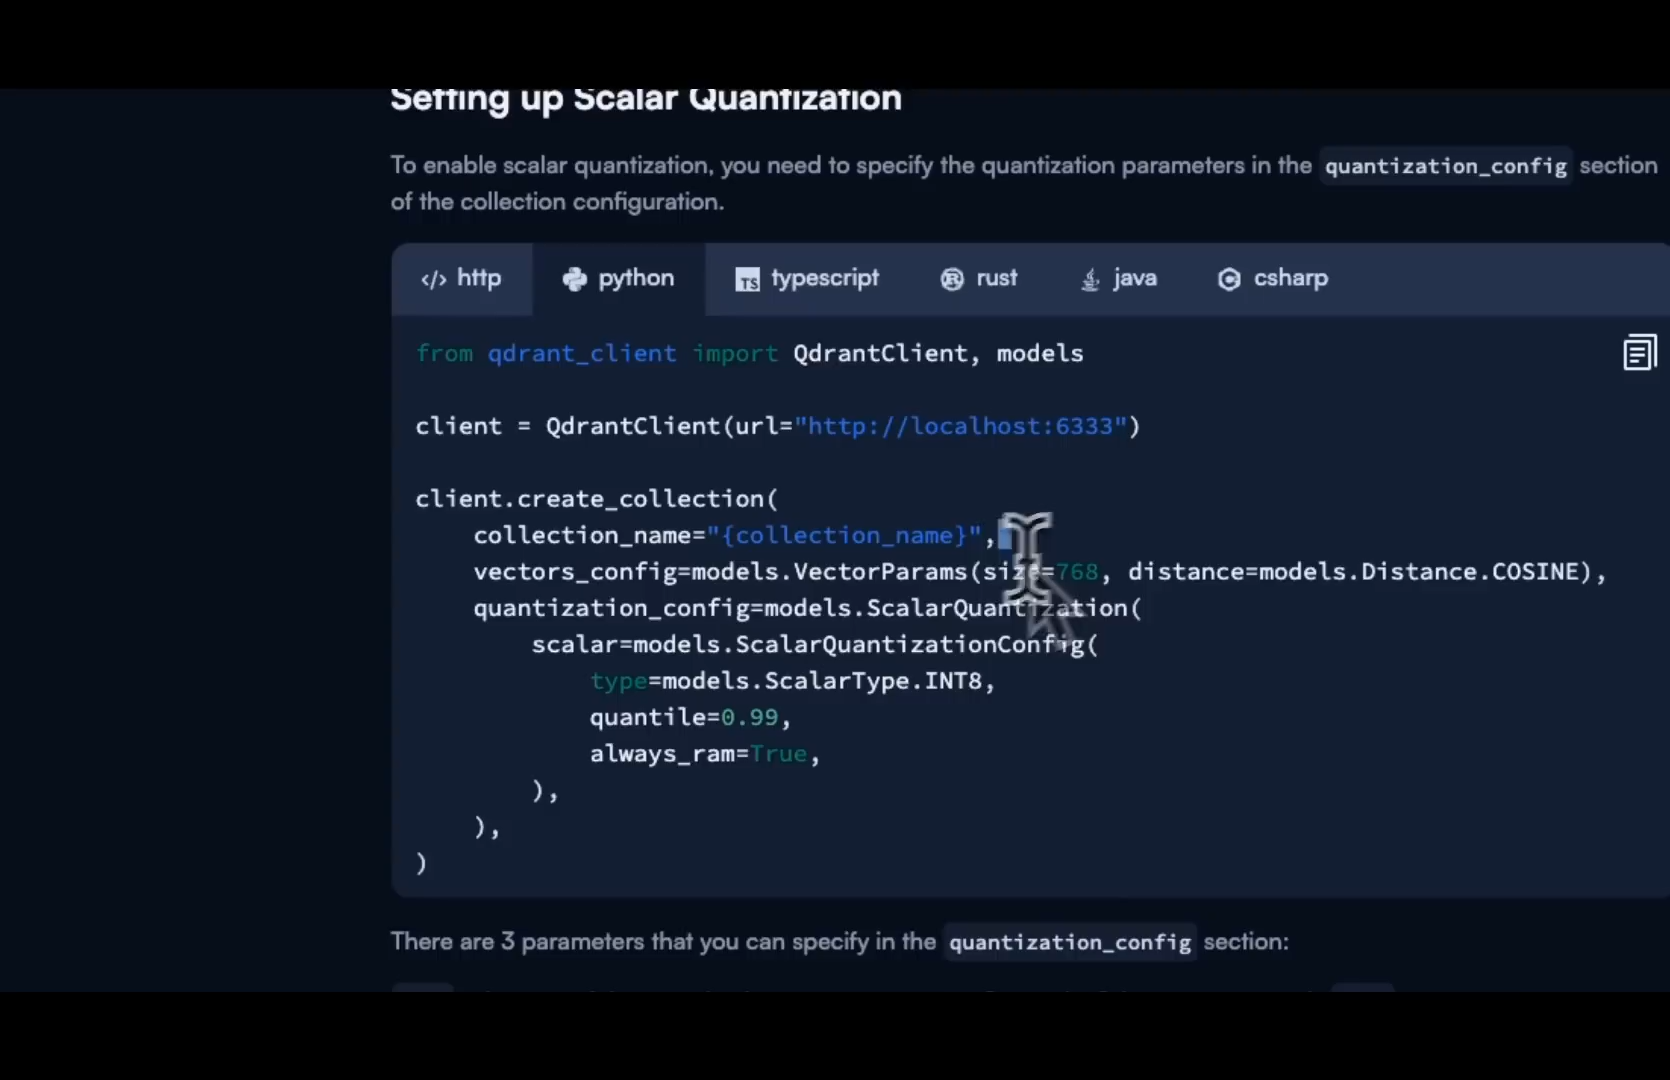 Setting up Scalar Quantization
To enable scalar quantization, you need to specify the quantization parameters in the quantization_config section
of the collection configuration.
</> http python TS typescript rust java csharp
from qdrant_client import QdrantClient, models
client = QdrantClient(url="http://localhost:6333")
client.create_collection(
    collection_name="{collection_name}",
    vectors_config=models.VectorParams(size=768, distance=models.Distance.COSINE),
    quantization_config=models.ScalarQuantization(
        scalar=models.ScalarQuantizationConfig(
            type=models.ScalarType.INT8,
            quantile=0.99,
            always_ram=True,
        ),
    ),
)
There are 3 parameters that you can specify in the quantization_config section: